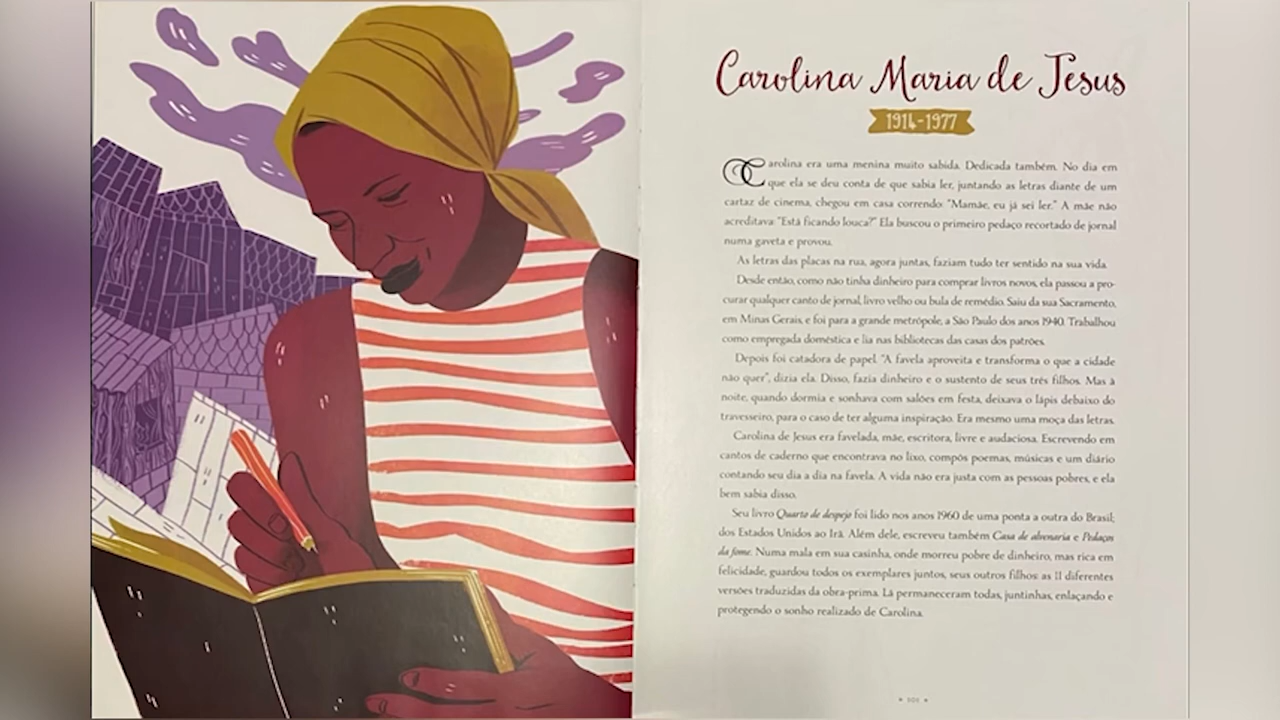 Carolina Maria de Jesus
1914-1977
Carolina era uma menina muito sabida. Dedicada também. No dia em
que ela se deu conta de que sabia ler, juntando as letras diante de um
cartaz de cinema, chegou em casa correndo: "Mamãe, eu já sei ler." A mãe não
acreditava: "Está ficando louca?" Ela buscou o primeiro pedaço recortado de jornal
numa gaveta e provou.
As letras das placas na rua, agora juntas, faziam tudo ter sentido na sua vida.
Desde então, como não tinha dinheiro para comprar livros novos, ela passou a pro-
curar qualquer canto de jornal, livro velho ou bula de remédio. Saiu da sua Sacramento,
em Minas Gerais, e foi para a grande metrópole, a São Paulo dos anos 1940. Trabalhou
como empregada doméstica e lia nas bibliotecas das casas dos patrões.
Depois foi catadora de papel. "A favela aproveita e transforma o que a cidade
não quer", dizia ela. Disso, fazia dinheiro e o sustento de seus três filhos. Mas à
noite, quando dormia e sonhava com salões em festa, deixava o lápis debaixo do
travesseiro, para o caso de ter alguma inspiração. Era mesmo uma moça das letras.
Carolina de Jesus era favelada, mãe, escritora, livre e audaciosa. Escrevendo em
cantos de caderno que encontrava no lixo, compôs poemas, músicas e um diário
contando seu dia a dia na favela. A vida não era justa com as pessoas pobres, e ela
bem sabia disso.
Seu livro Quarto de despejo foi lido nos anos 1960 de uma ponta a outra do Brasil;
dos Estados Unidos ao Irã. Além dele, escreveu também Casa de alvenaria e Pedaços
da fome. Numa mala em sua casinha, onde morreu pobre de dinheiro, mas rica em
felicidade, guardou todos os exemplares juntos, seus outros filhos: as 11 diferentes
versões traduzidas da obra-prima. Lá permaneceram todas, juntinhas, enlaçando e
protegendo o sonho realizado de Carolina.